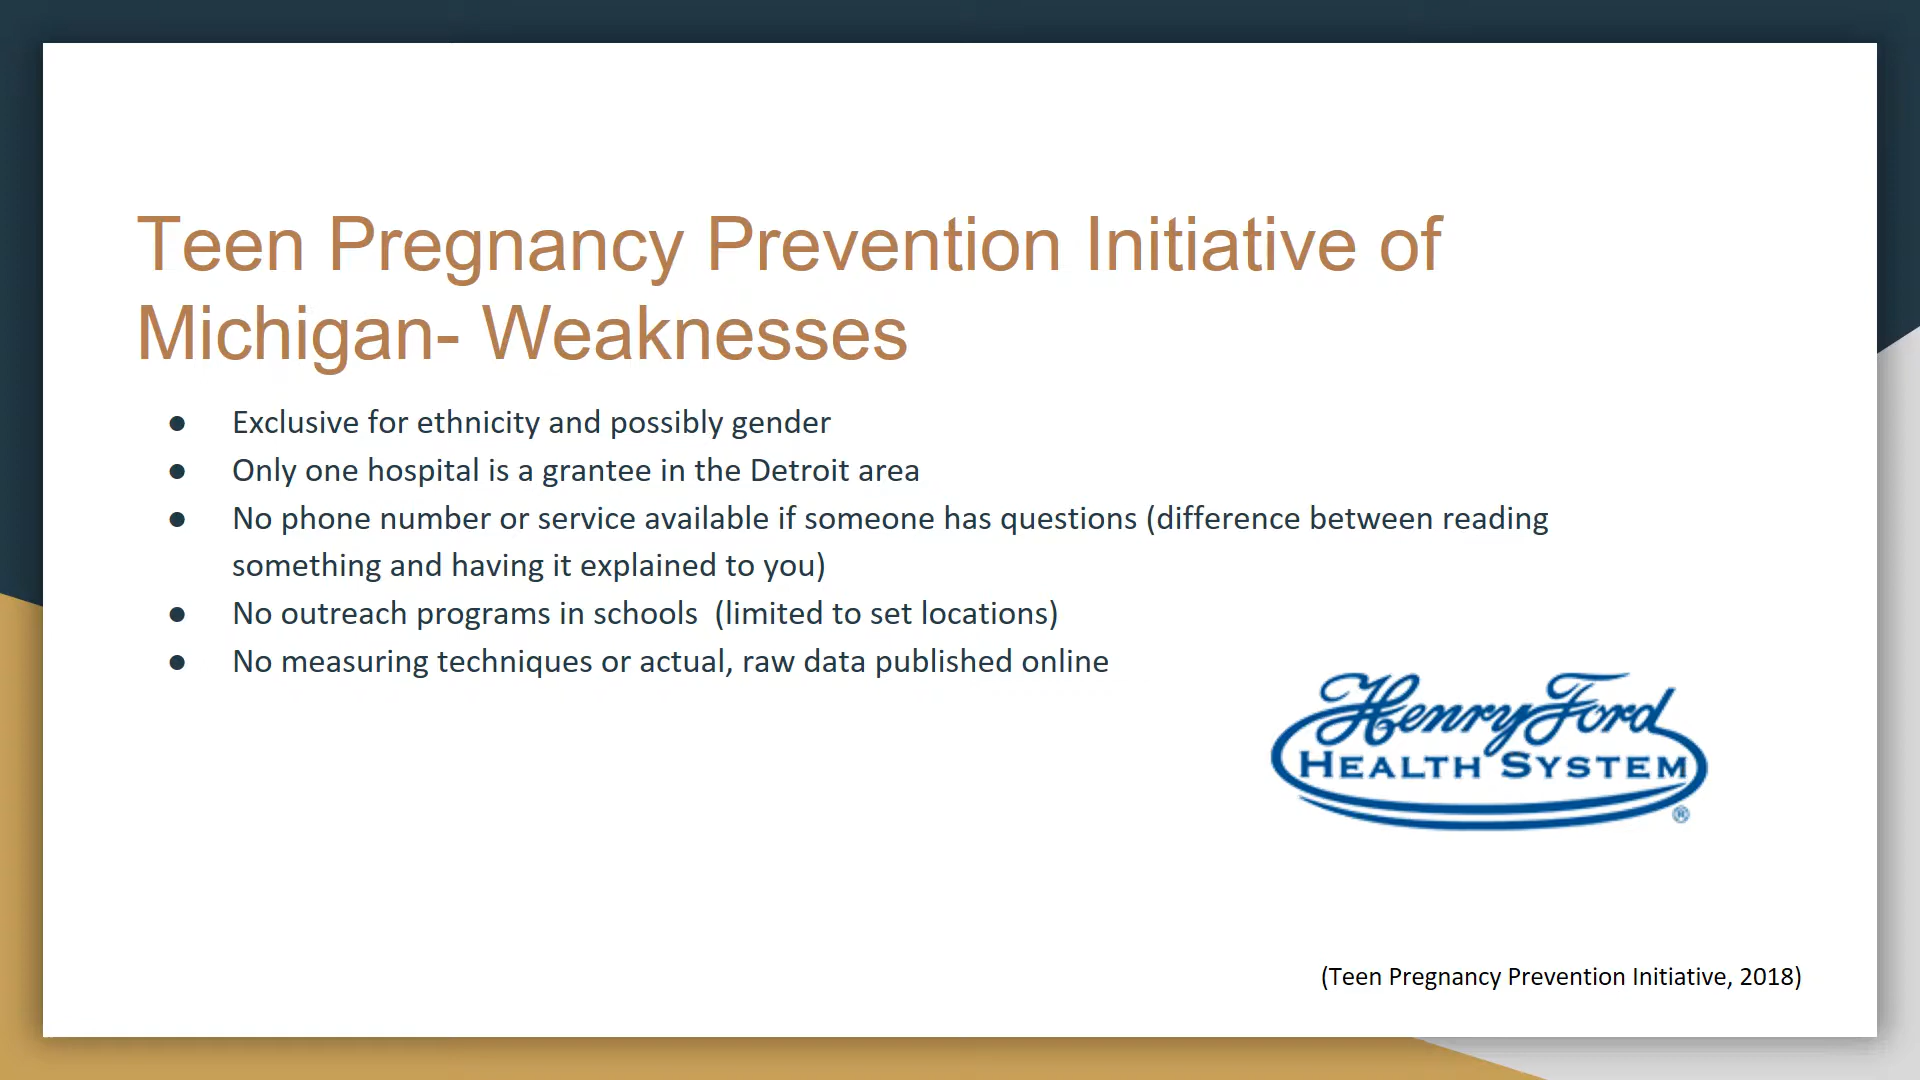 Teen Pregnancy Prevention Initiative of
Michigan- Weaknesses
● Exclusive for ethnicity and possibly gender
● Only one hospital is a grantee in the Detroit area
● No phone number or service available if someone has questions (difference between reading
something and having it explained to you)
● No outreach programs in schools  (limited to set locations)
● No measuring techniques or actual, raw data published online
Henry Ford
HEALTH SYSTEM
®
(Teen Pregnancy Prevention Initiative, 2018)